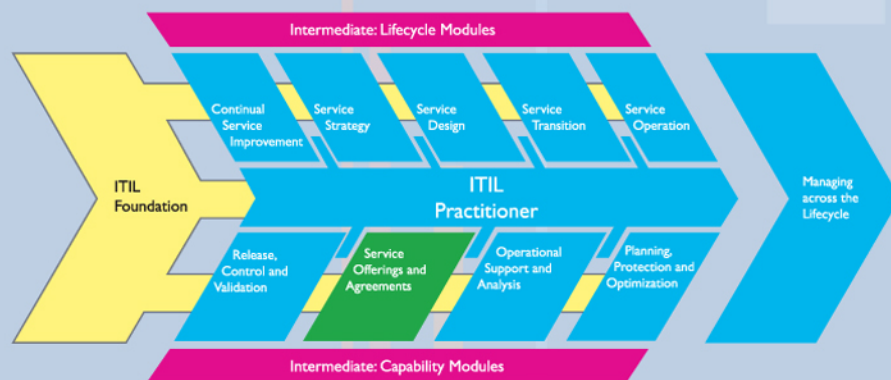 Intermediate: Lifecycle Modules
Continual
Service
Improvement
Service
Strategy
Service
Design
Service
Transition
Service
Operation
ITIL
Foundation
ITIL
Practitioner
Managing
across the
Lifecycle
Release,
Control and
Validation
Service
Offerings and
Agreements
Operational
Support and
Analysis
Planning,
Protection and
Optimization
Intermediate: Capability Modules